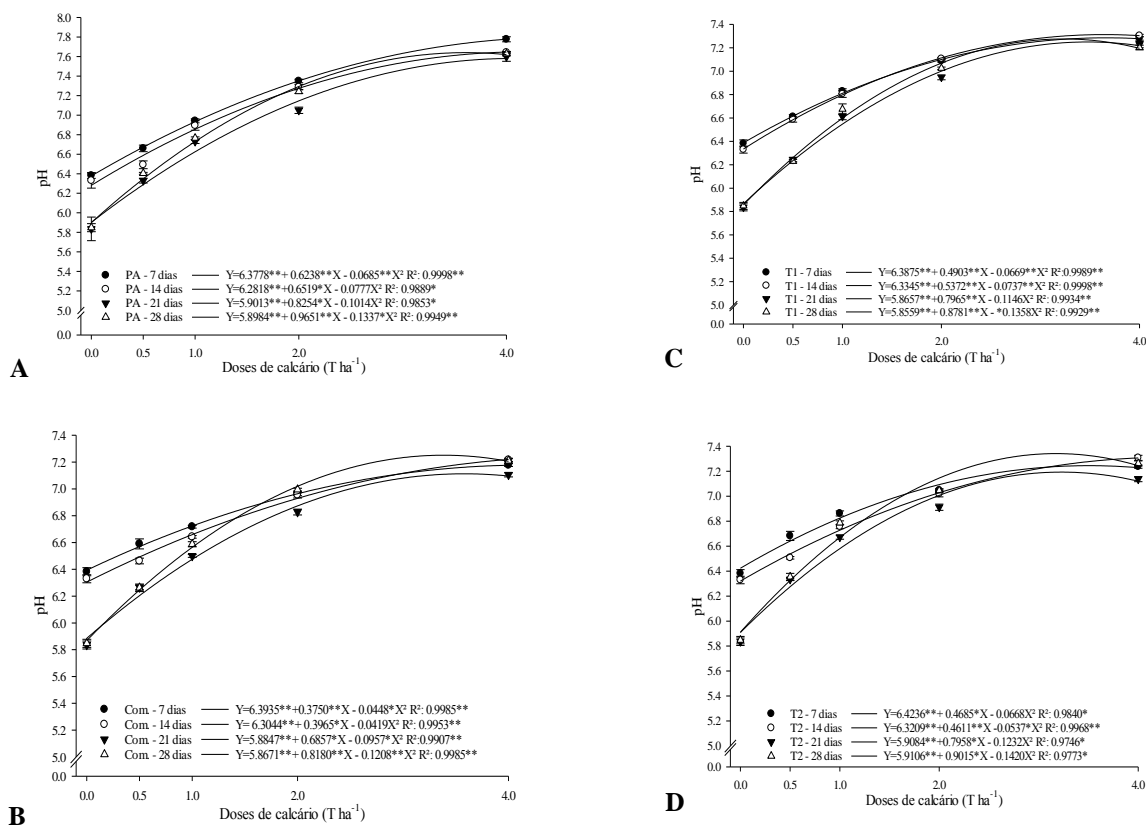 A
pH
8.0
7.8
7.6
7.4
7.2
7.0
6.8
6.6
6.4
6.2
6.0
5.8
5.6
5.4
5.2
5.0
0.0
PA - 7 dias Y=6.3778**+ 0.6238**X - 0.0685**X² R²: 0.9998**
PA - 14 dias Y=6.2818**+ 0.6519*X - 0.0777X² R²: 0.9889*
PA - 21 dias Y=5.9013**+ 0.8254*X - 0.1014X² R²: 0.9853*
PA - 28 dias Y=5.8984**+ 0.9651**X - 0.1337*X² R²: 0.9949**
0.0 0.5 1.0 2.0 4.0
Doses de calcário (T ha⁻¹)
C
pH
7.4
7.2
7.0
6.8
6.6
6.4
6.2
6.0
5.8
5.6
5.4
5.2
5.0
0.0
T1 - 7 dias Y=6.3875**+ 0.4903**X - 0.0669**X² R²: 0.9989**
T1 - 14 dias Y=6.3345**+0.5372**X - 0.0737**X² R²: 0.9998**
T1 - 21 dias Y=5.8657**+ 0.7965**X - 0.1146X² R²: 0.9934**
T1 - 28 dias Y=5.8559**+ 0.8781*X - *0.1358X² R²: 0.9929**
0.0 0.5 1.0 2.0 4.0
Doses de calcário (T ha⁻¹)
B
pH
7.4
7.2
7.0
6.8
6.6
6.4
6.2
6.0
5.8
5.6
5.4
5.2
5.0
0.0
Com. - 7 dias Y=6.3935**+0.3750**X - 0.0448*X² R²: 0.9985**
Com. - 14 dias Y= 6.3044**+ 0.3965*X - 0.0419X² R²: 0.9953**
Com. - 21 dias Y=5.8847**+ 0.6857*X - 0.0957*X² R²: 0.9907**
Com. - 28 dias Y=5.8671**+ 0.8180**X - 0.1208**X² R²: 0.9985**
0.0 0.5 1.0 2.0 4.0
Doses de calcário (T ha⁻¹)
D
pH
7.4
7.2
7.0
6.8
6.6
6.4
6.2
6.0
5.8
5.6
5.4
5.2
5.0
0.0
T2 - 7 dias Y=6.4236**+ 0.4685*X - 0.0668X² R²: 0.9840*
T2 - 14 dias Y=6.3209**+0.4611**X - 0.0537*X² R²: 0.9968**
T2 - 21 dias Y=5.9084**+0.7958*X - 0.1232X² R²: 0.9746*
T2 - 28 dias Y=5.9106**+ 0.9015*X - 0.1420X² R²: 0.9773*
0.0 0.5 1.0 2.0 4.0
Doses de calcário (T ha⁻¹)